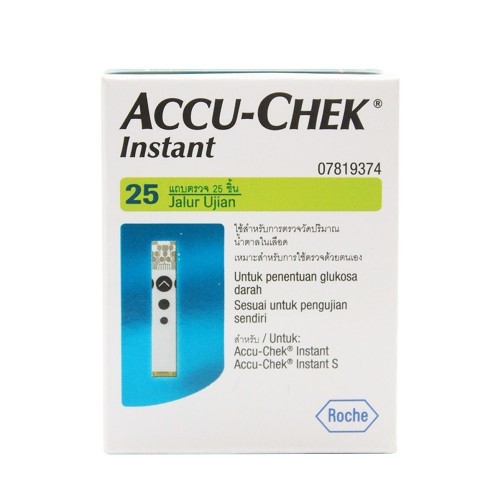 ACCU-CHEK®
Instant
07819374
25 แถบตรวจ 25 ชิ้น
Jalur Ujian
ใช้สำหรับการตรวจวัดปริมาณ
น้ำตาลในเลือด
เหมาะสำหรับการใช้ตรวจด้วยตนเอง
Untuk penentuan glukosa
darah
Sesuai untuk pengujian
sendiri
สำหรับ / Untuk:
Accu-Chek® Instant
Accu-Chek® Instant S
Roche